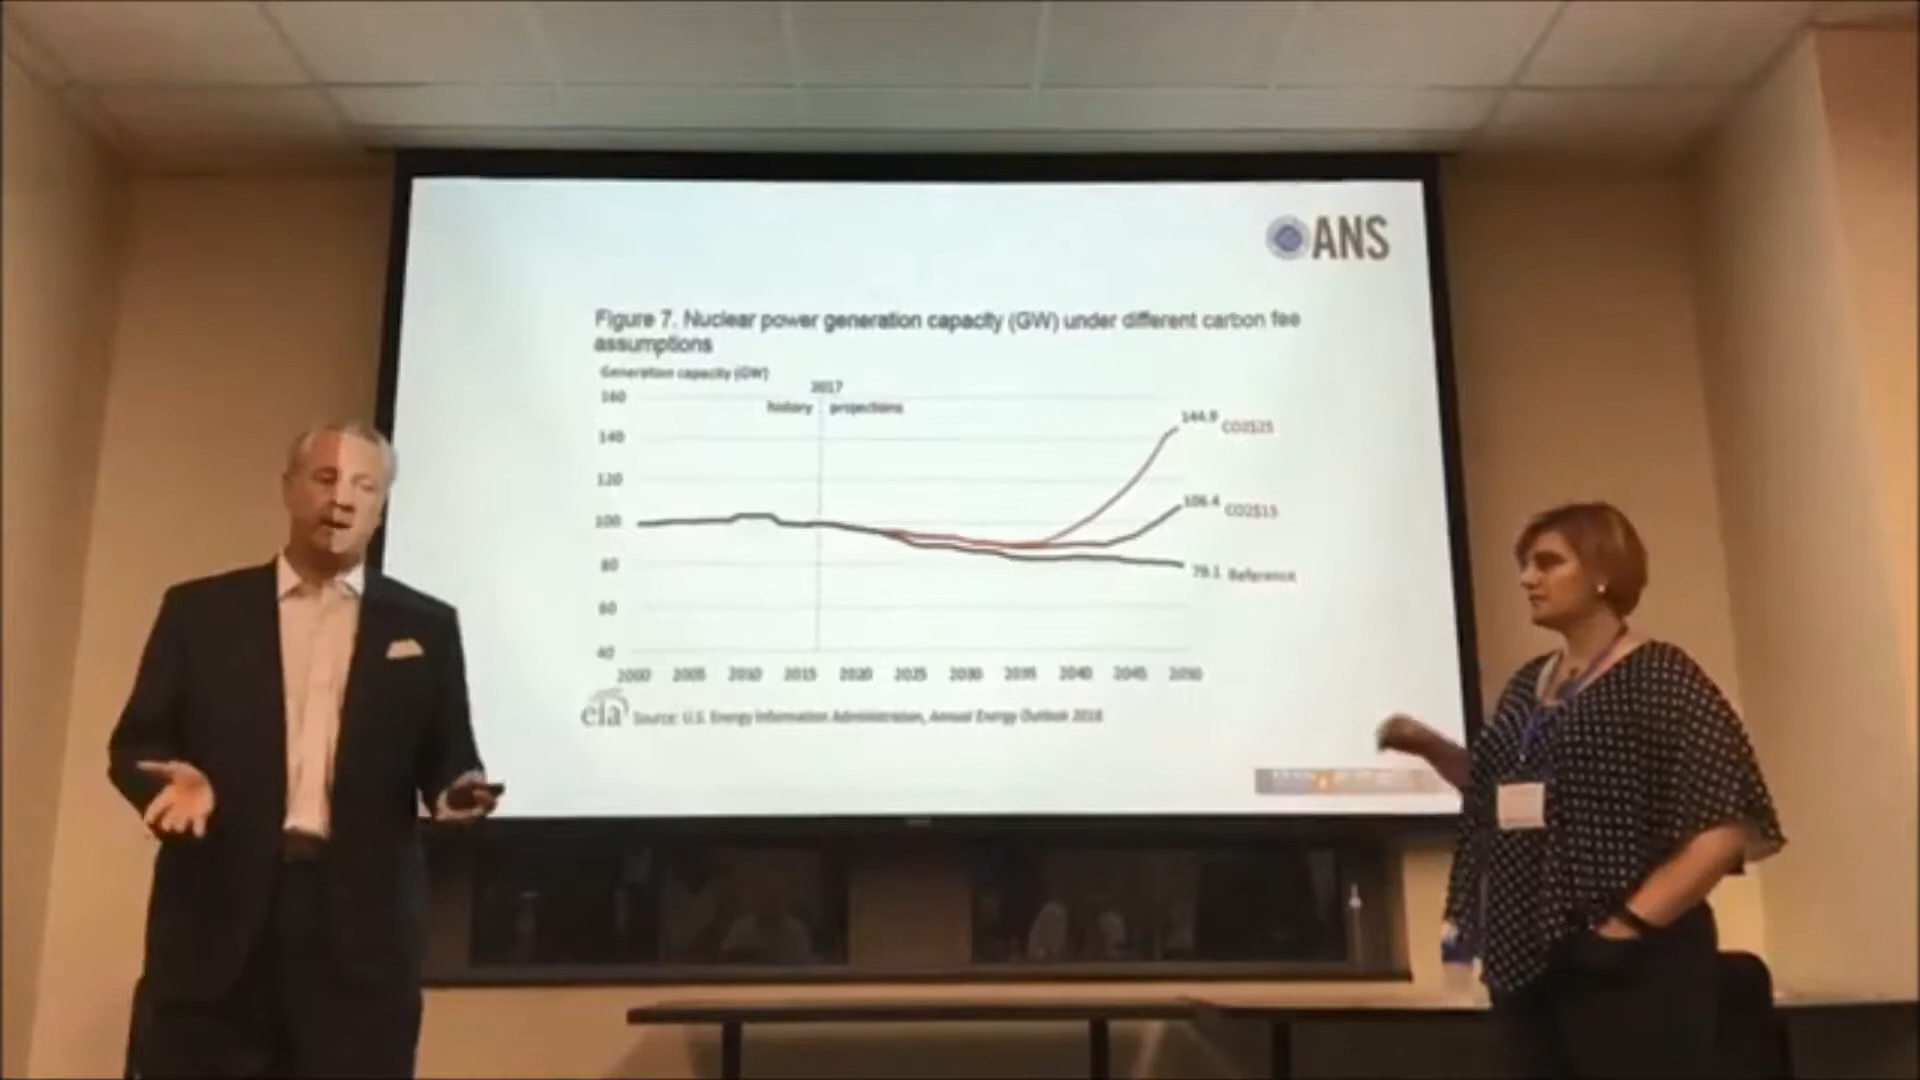 ANS
Figure 7. Nuclear power generation capacity (GW) under different carbon fee
assumptions
Generation capacity (GW)
2017
history projections
160
140
120
100
80
60
40
144.9 CO2$25
106.4 CO2$15
79.1 Reference
2000 2005 2010 2015 2020 2025 2030 2035 2040 2045 2050
eia Source: U.S. Energy Information Administration, Annual Energy Outlook 2018